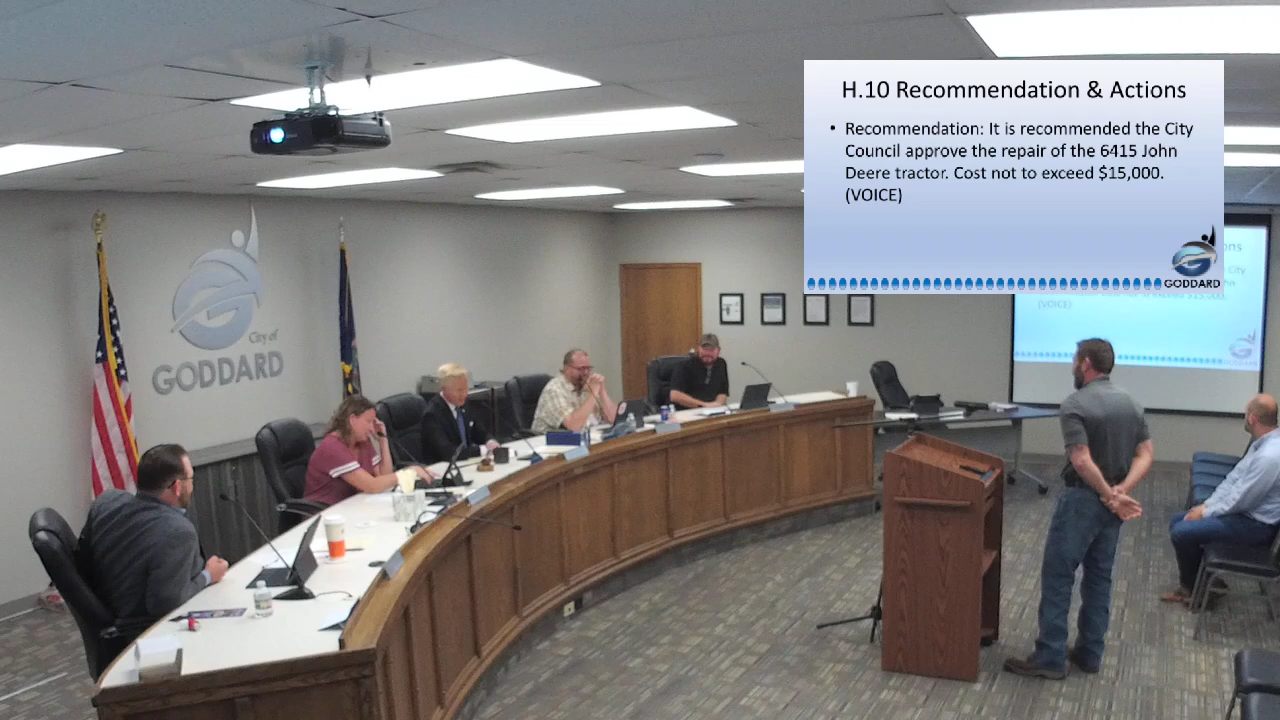 H.10 Recommendation & Actions
• Recommendation: It is recommended the City
Council approve the repair of the 6415 John
Deere tractor. Cost not to exceed $15,000.
(VOICE)
GODDARD
City of
GODDARD
(VOICE)